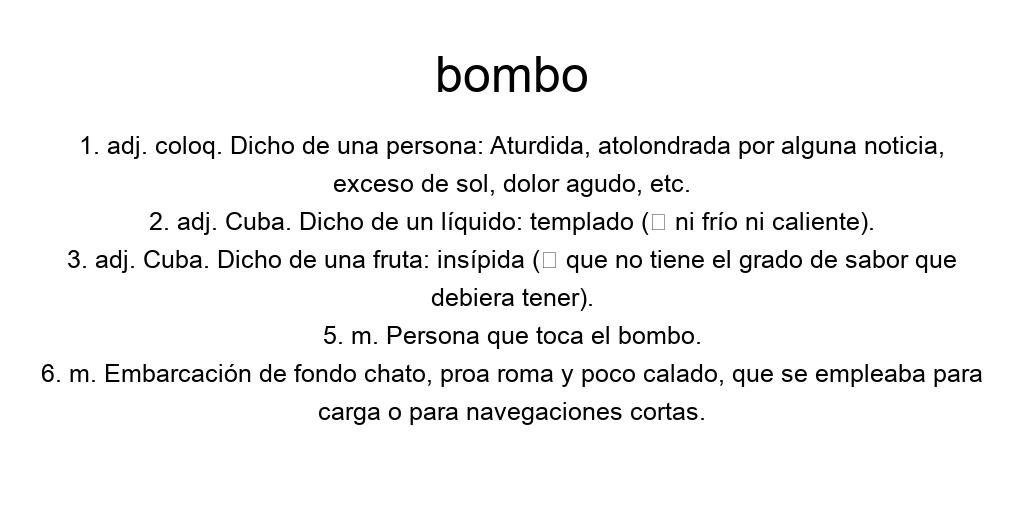 bombo
1. adj. coloq. Dicho de una persona: Aturdida, atolondrada por alguna noticia,
exceso de sol, dolor agudo, etc.
2. adj. Cuba. Dicho de un líquido: templado (□ ni frío ni caliente).
3. adj. Cuba. Dicho de una fruta: insípida (□ que no tiene el grado de sabor que
debiera tener).
5. m. Persona que toca el bombo.
6. m. Embarcación de fondo chato, proa roma y poco calado, que se empleaba para
carga o para navegaciones cortas.